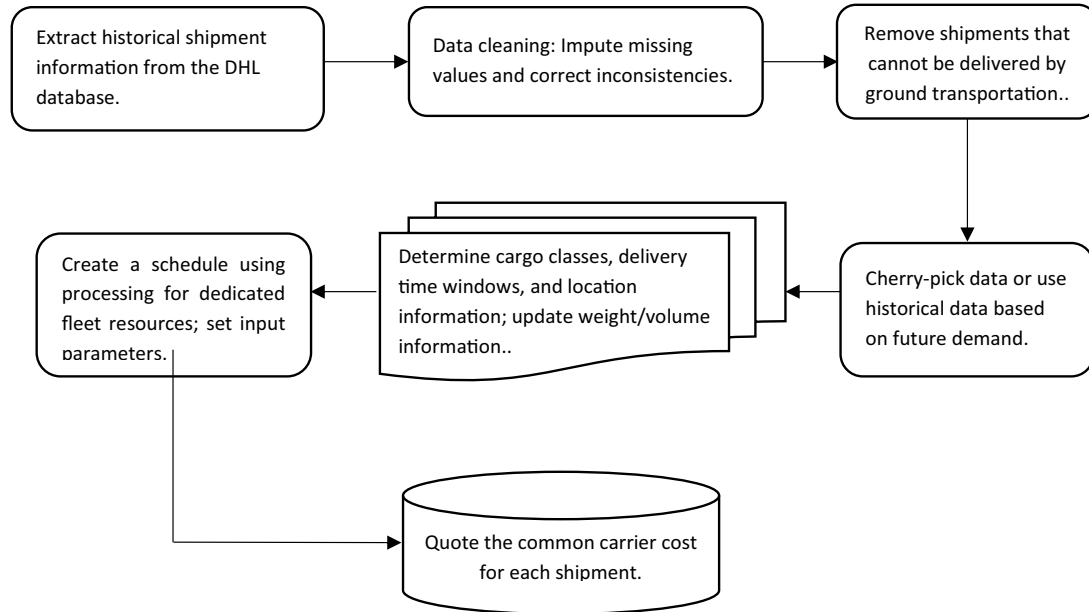 Extract historical shipment
information from the DHL
database.
Data cleaning: Impute missing
values and correct inconsistencies.
Remove shipments that
cannot be delivered by
ground transportation..
Cherry-pick data or use
historical data based
on future demand.
Determine cargo classes, delivery
time windows, and location
information; update weight/volume
information..
Create a schedule using
processing for dedicated
fleet resources; set input
parameters.
Quote the common carrier cost
for each shipment.